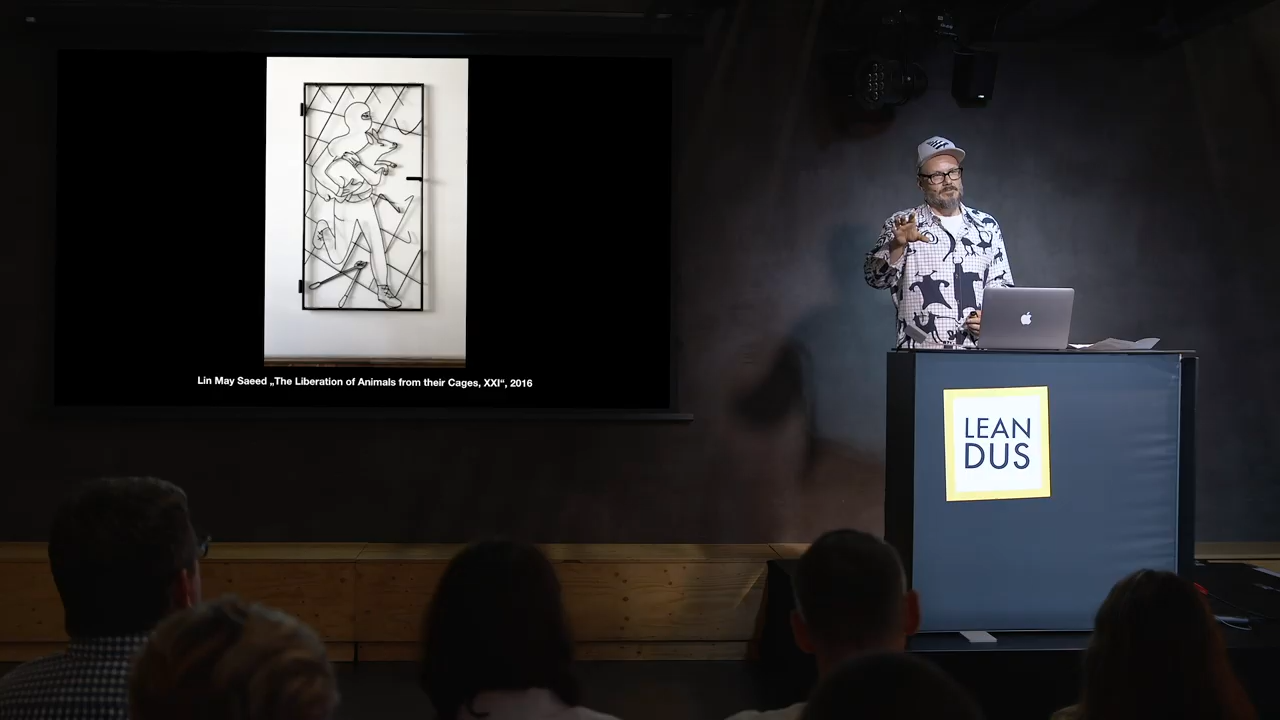 Lin May Saeed „The Liberation of Animals from their Cages, XXI“, 2016
LEAN
DUS